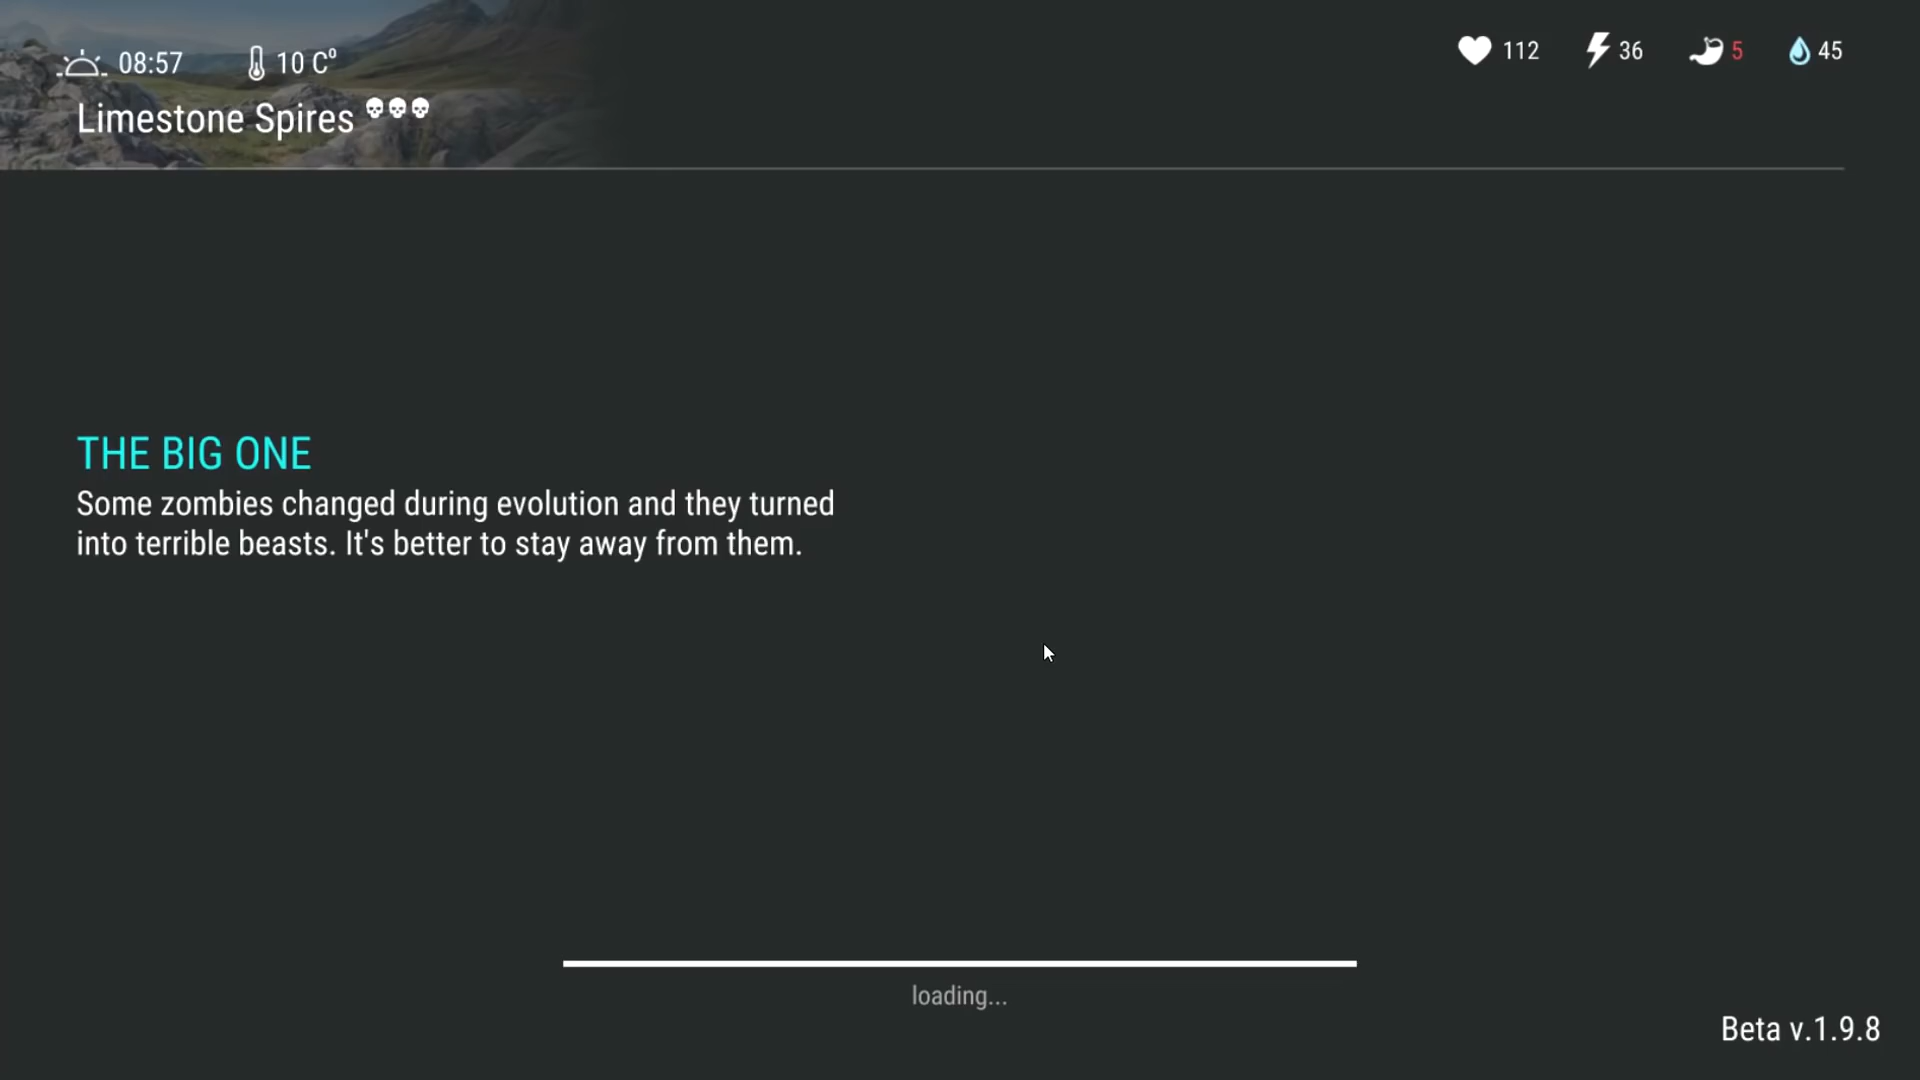 08:57 10 Cº
112 36 5 45
Limestone Spires
THE BIG ONE
Some zombies changed during evolution and they turned
into terrible beasts. It's better to stay away from them.
loading...
Beta v.1.9.8